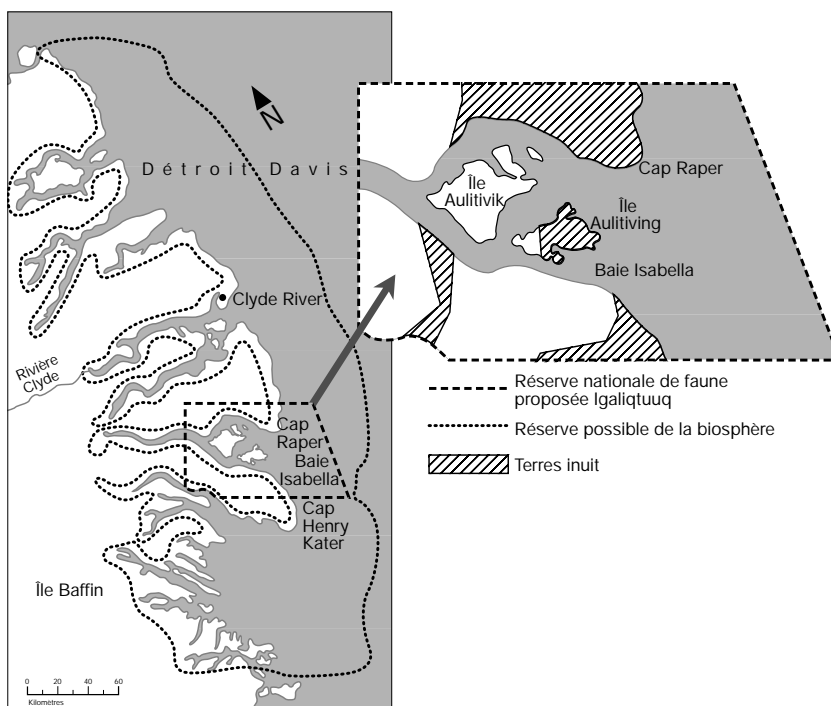 N
Détroit Davis
Clyde River
Rivière
Clyde
Cap
Raper
Baie
Isabella
Cap
Henry
Kater
Île Baffin
0 20 40 60
Kilomètres
Cap Raper
Île
Aulitivik
Île
Aulitiving
Baie Isabella
Réserve nationale de faune
proposée Igaliqtuuq
Réserve possible de la biosphère
Terres inuit